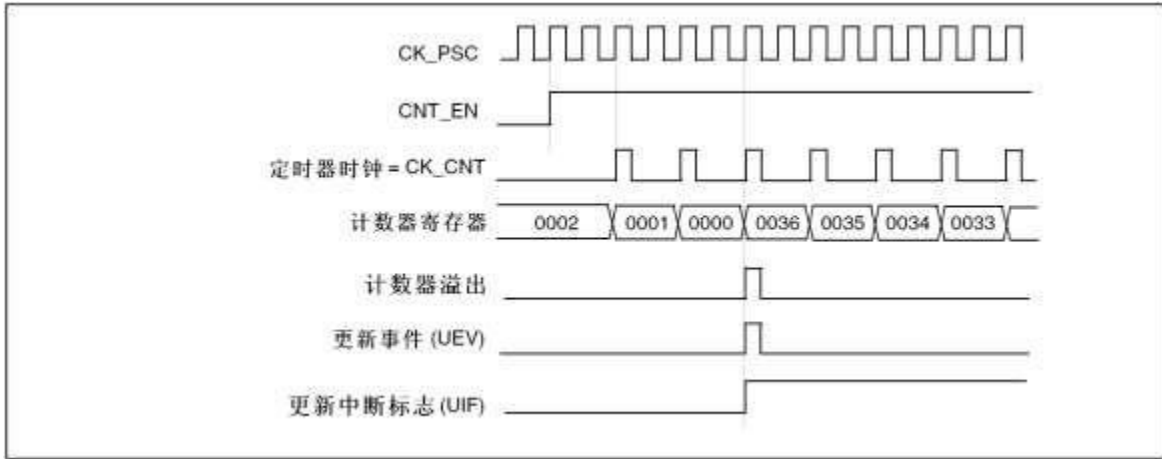 CK_PSC
CNT_EN
定时器时钟 = CK_CNT
计数器寄存器 0002 0001 0000 0036 0035 0034 0033
计数器溢出
更新事件 (UEV)
更新中断标志 (UIF)